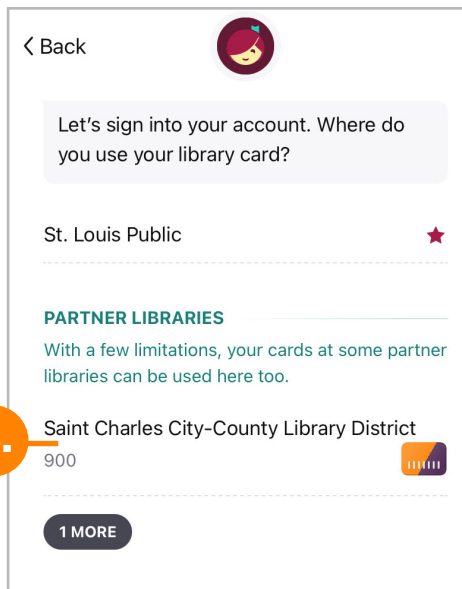 Back
Let's sign into your account. Where do
you use your library card?
St. Louis Public
PARTNER LIBRARIES
With a few limitations, your cards at some partner
libraries can be used here too.
Saint Charles City-County Library District
900
1 MORE